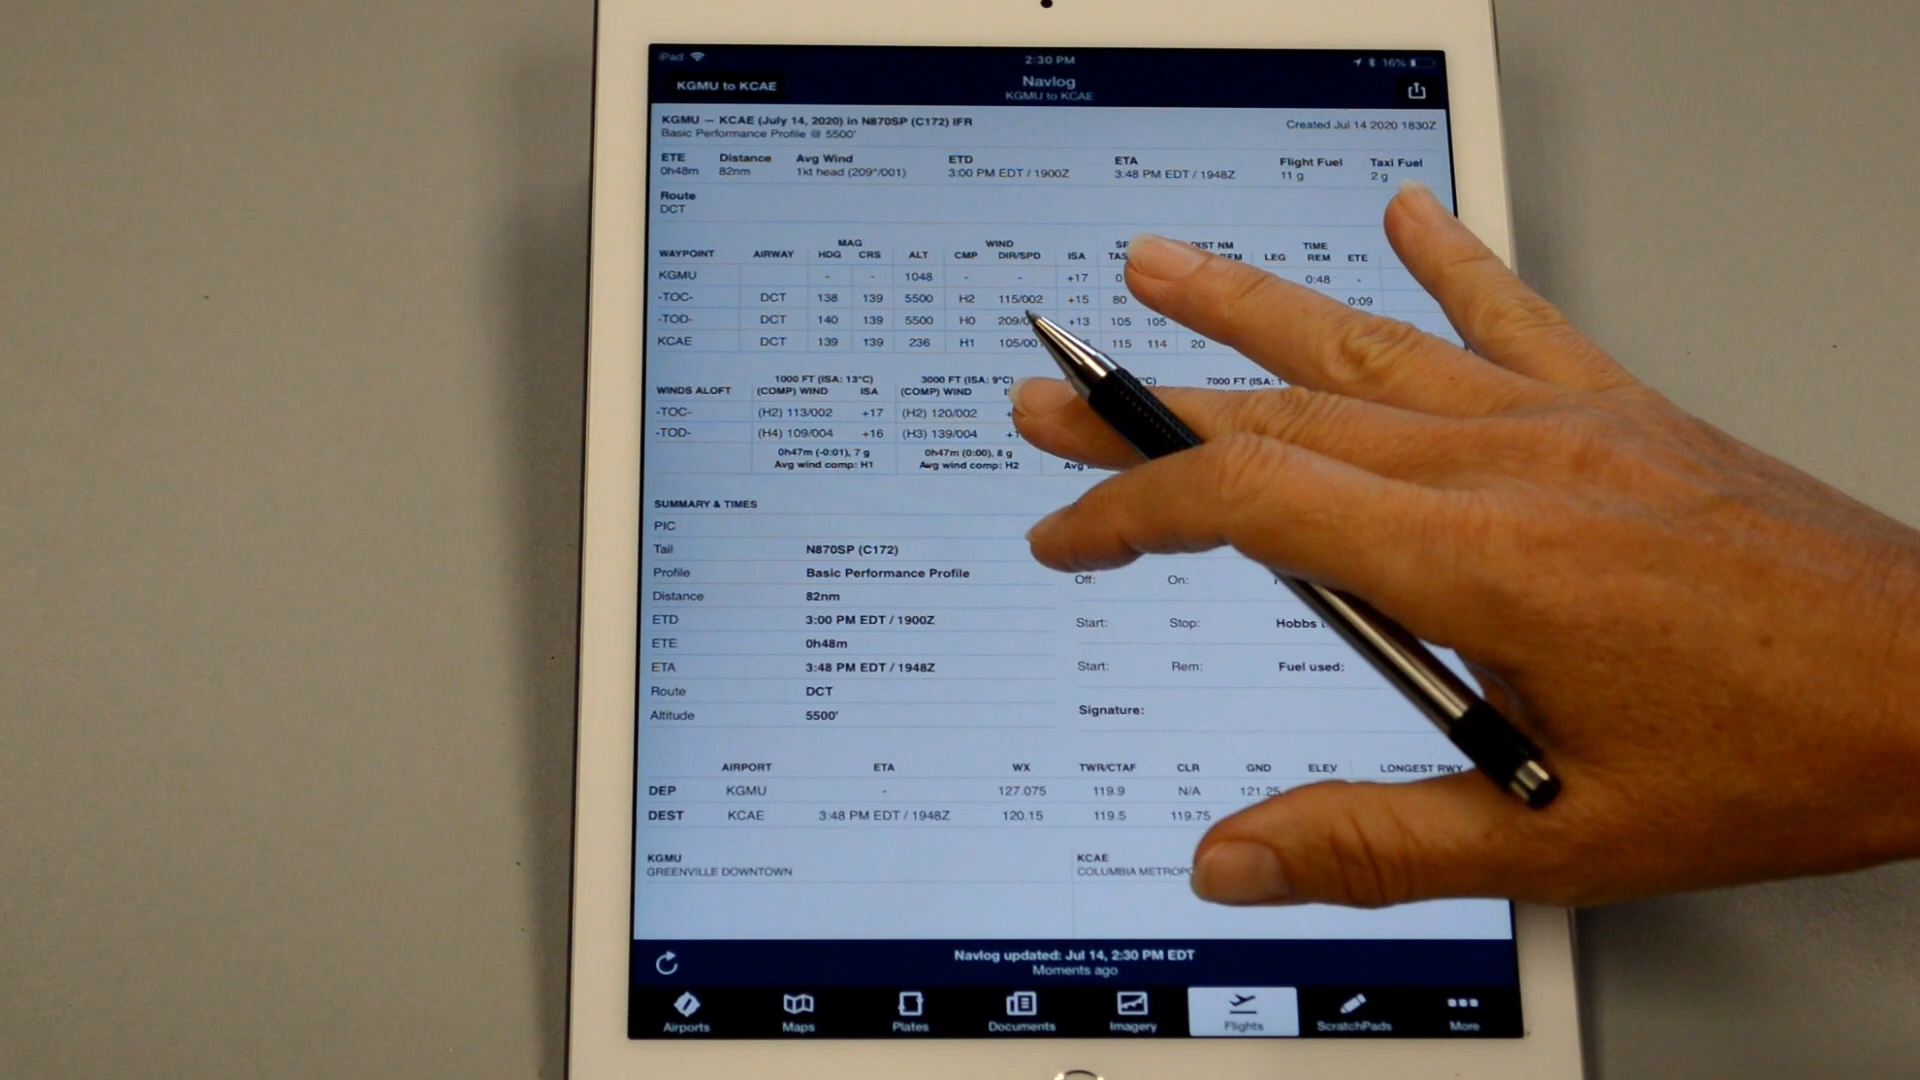 iPad 2:30 PM 16%
KGMU to KCAE Navlog
KGMU to KCAE
KGMU — KCAE (July 14, 2020) in N870SP (C172) IFR Created Jul 14 2020 1830Z
Basic Performance Profile @ 5500'
ETE Distance Avg Wind ETD ETA Flight Fuel Taxi Fuel
0h48m 82nm 1kt head (209°/001) 3:00 PM EDT / 1900Z 3:48 PM EDT / 1948Z 11 g 2 g
Route
DCT
MAG WIND DIST NM TIME
WAYPOINT AIRWAY HDG CRS ALT CMP DIR/SPD ISA TAS LEG REM ETE
KGMU - - 1048 - - +17 0 0:48 -
-TOC- DCT 138 139 5500 H2 115/002 +15 80 0:09
-TOD- DCT 140 139 5500 H0 209/0 +13 105 105
KCAE DCT 139 139 236 H1 105/001 115 114 20
1000 FT (ISA: 13°C) 3000 FT (ISA: 9°C) °C) 7000 FT (ISA: 1
WINDS ALOFT (COMP) WIND ISA (COMP) WIND
-TOC- (H2) 113/002 +17 (H2) 120/002
-TOD- (H4) 109/004 +16 (H3) 139/004
0h47m (-0:01), 7 g 0h47m (0:00), 8 g
Avg wind comp: H1 Avg wind comp: H2 Avg
SUMMARY & TIMES
PIC
Tail N870SP (C172)
Profile Basic Performance Profile Off: On:
Distance 82nm
ETD 3:00 PM EDT / 1900Z Start: Stop: Hobbs
ETE 0h48m
ETA 3:48 PM EDT / 1948Z Start: Rem: Fuel used:
Route DCT
Altitude 5500' Signature:
AIRPORT ETA WX TWR/CTAF CLR GND ELEV LONGEST RWY
DEP KGMU - 127.075 119.9 N/A 121.25
DEST KCAE 3:48 PM EDT / 1948Z 120.15 119.5 119.75
KGMU KCAE
GREENVILLE DOWNTOWN COLUMBIA METROPO
Navlog updated: Jul 14, 2:30 PM EDT
Moments ago
Airports Maps Plates Documents Imagery Flights ScratchPads More